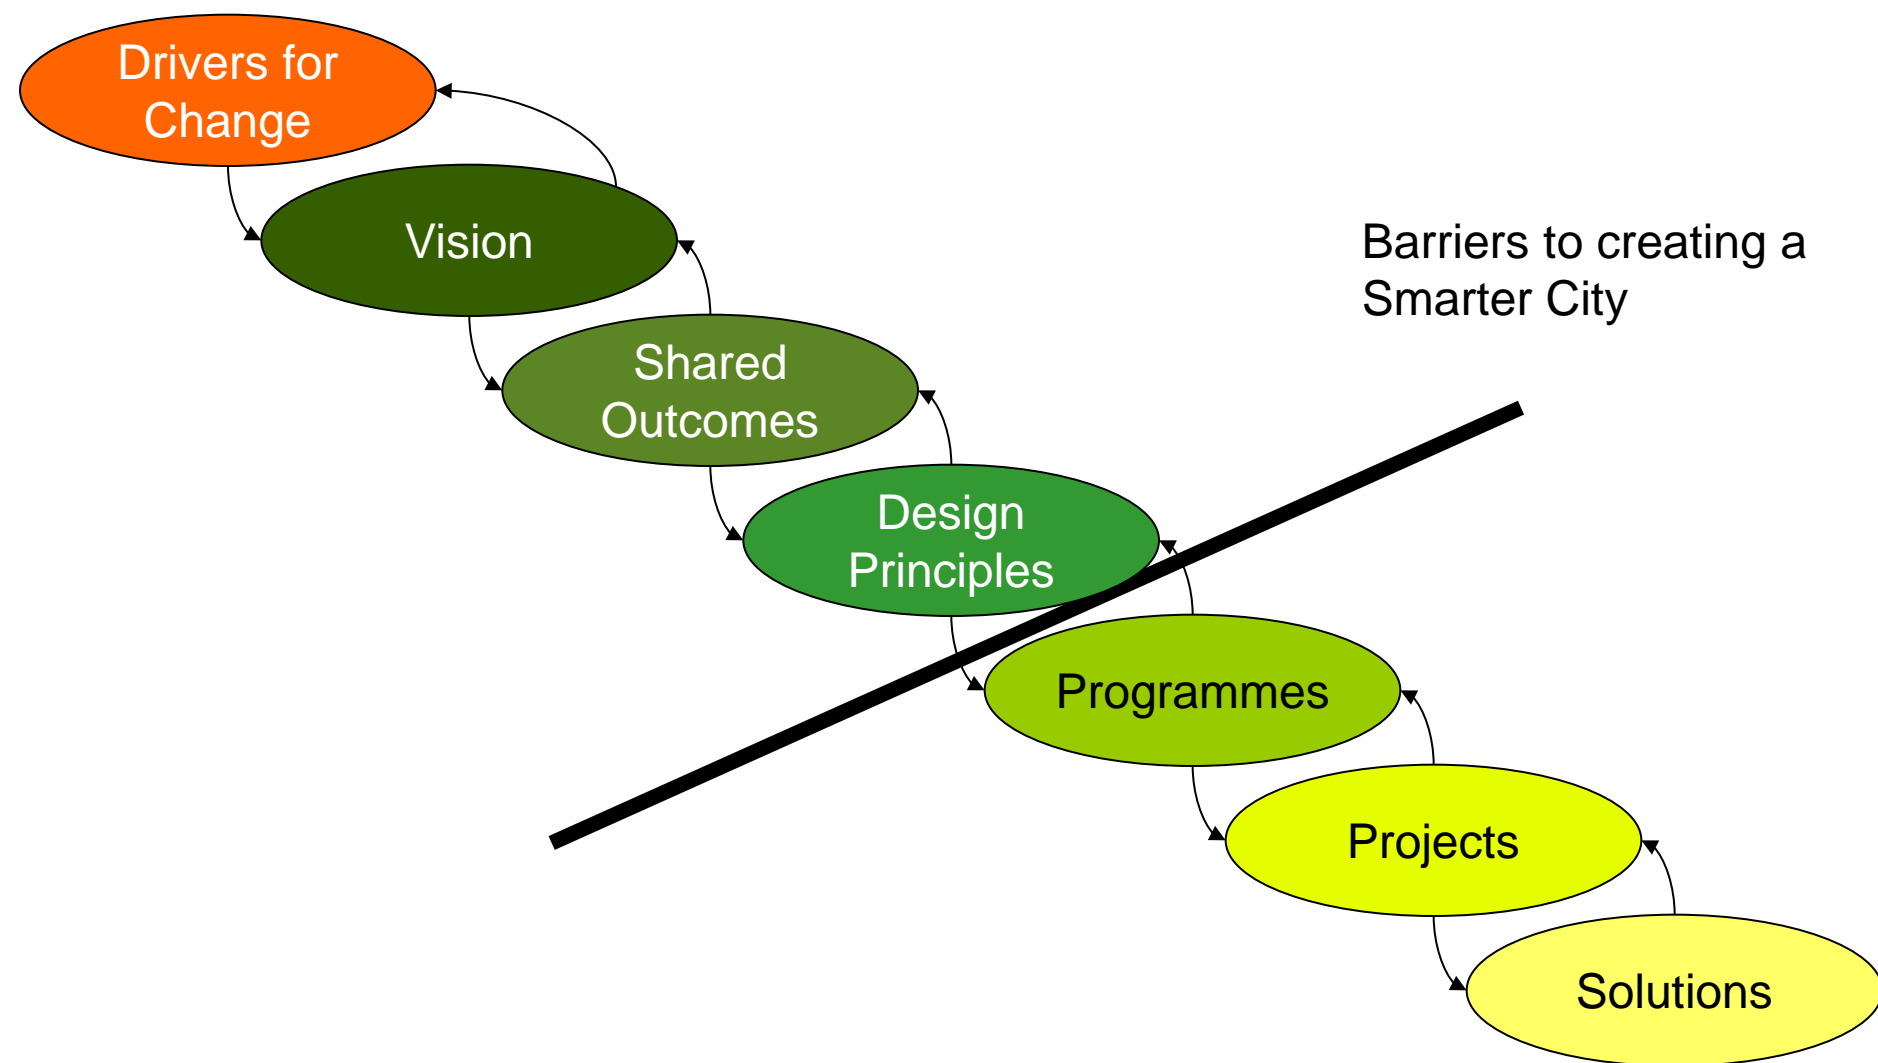 Drivers for
Change
Vision
Barriers to creating a
Smarter City
Shared
Outcomes
Design
Principles
Programmes
Projects
Solutions